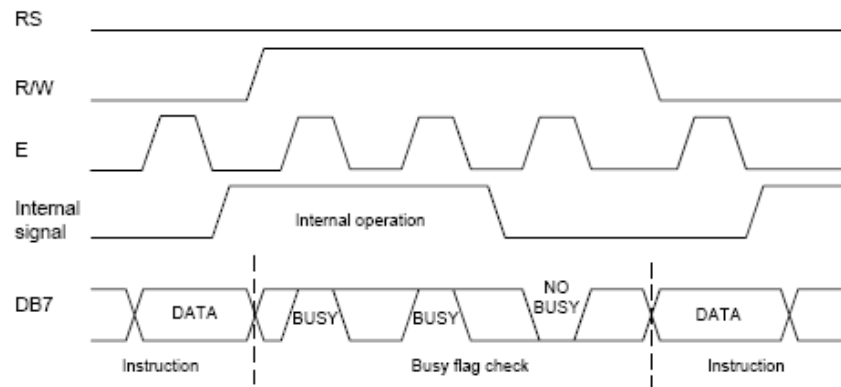 RS
R/W
E
Internal
signal
Internal operation
DB7
DATA
BUSY
BUSY
NO
BUSY
DATA
Instruction
Busy flag check
Instruction